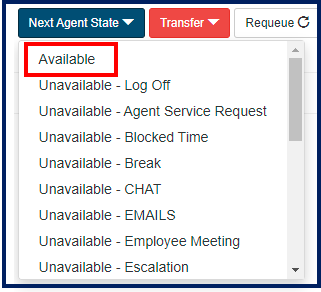 Next Agent State
Transfer
Requeue
Available
Unavailable - Log Off
Unavailable - Agent Service Request
Unavailable - Blocked Time
Unavailable - Break
Unavailable - CHAT
Unavailable - EMAILS
Unavailable - Employee Meeting
Unavailable - Escalation